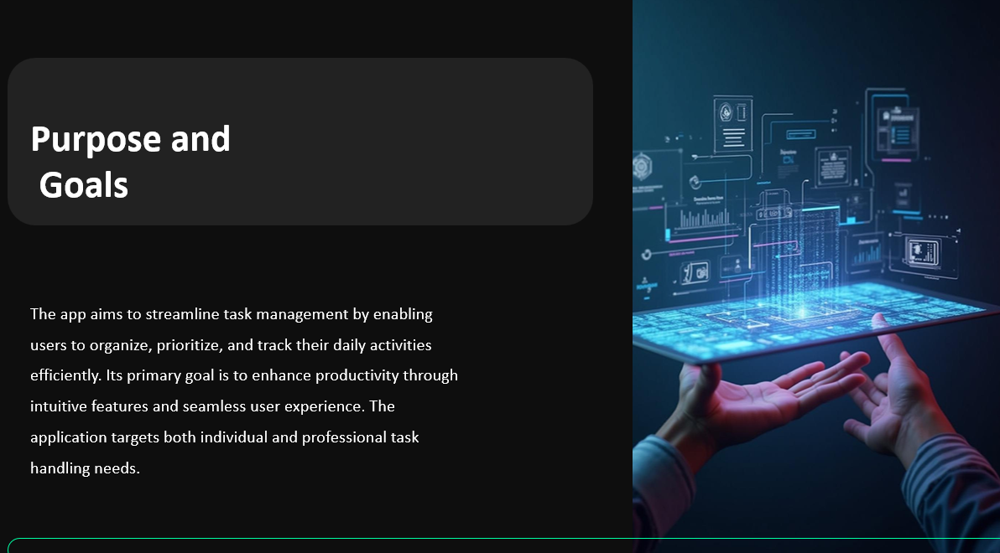 Purpose and
Goals
The app aims to streamline task management by enabling
users to organize, prioritize, and track their daily activities
efficiently. Its primary goal is to enhance productivity through
intuitive features and seamless user experience. The
application targets both individual and professional task
handling needs.